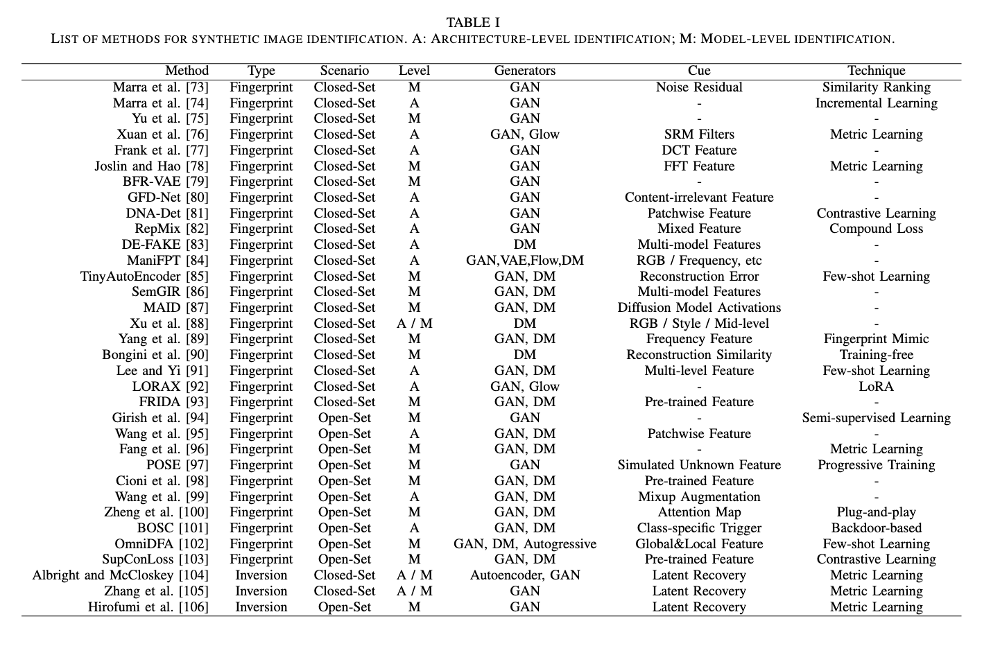 TABLE I
LIST OF METHODS FOR SYNTHETIC IMAGE IDENTIFICATION. A: ARCHITECTURE-LEVEL IDENTIFICATION; M: MODEL-LEVEL IDENTIFICATION.
Method Type Scenario Level Generators Cue Technique
Marra et al. [73] Fingerprint Closed-Set M GAN Noise Residual Similarity Ranking
Marra et al. [74] Fingerprint Closed-Set A GAN - Incremental Learning
Yu et al. [75] Fingerprint Closed-Set M GAN - -
Xuan et al. [76] Fingerprint Closed-Set A GAN, Glow SRM Filters Metric Learning
Frank et al. [77] Fingerprint Closed-Set A GAN DCT Feature -
Joslin and Hao [78] Fingerprint Closed-Set M GAN FFT Feature Metric Learning
BFR-VAE [79] Fingerprint Closed-Set M GAN - -
GFD-Net [80] Fingerprint Closed-Set A GAN Content-irrelevant Feature -
DNA-Det [81] Fingerprint Closed-Set A GAN Patchwise Feature Contrastive Learning
RepMix [82] Fingerprint Closed-Set A GAN Mixed Feature Compound Loss
DE-FAKE [83] Fingerprint Closed-Set A DM Multi-model Features -
ManiFPT [84] Fingerprint Closed-Set A GAN,VAE,Flow,DM RGB / Frequency, etc -
TinyAutoEncoder [85] Fingerprint Closed-Set M GAN, DM Reconstruction Error Few-shot Learning
SemGIR [86] Fingerprint Closed-Set M GAN, DM Multi-model Features -
MAID [87] Fingerprint Closed-Set M GAN, DM Diffusion Model Activations -
Xu et al. [88] Fingerprint Closed-Set A / M DM RGB / Style / Mid-level -
Yang et al. [89] Fingerprint Closed-Set M GAN, DM Frequency Feature Fingerprint Mimic
Bongini et al. [90] Fingerprint Closed-Set M DM Reconstruction Similarity Training-free
Lee and Yi [91] Fingerprint Closed-Set A GAN, DM Multi-level Feature Few-shot Learning
LORAX [92] Fingerprint Closed-Set A GAN, Glow - LoRA
FRIDA [93] Fingerprint Closed-Set M GAN, DM Pre-trained Feature -
Girish et al. [94] Fingerprint Open-Set M GAN - Semi-supervised Learning
Wang et al. [95] Fingerprint Open-Set A GAN, DM Patchwise Feature -
Fang et al. [96] Fingerprint Open-Set M GAN, DM - Metric Learning
POSE [97] Fingerprint Open-Set M GAN Simulated Unknown Feature Progressive Training
Cioni et al. [98] Fingerprint Open-Set M GAN, DM Pre-trained Feature -
Wang et al. [99] Fingerprint Open-Set A GAN, DM Mixup Augmentation -
Zheng et al. [100] Fingerprint Open-Set M GAN, DM Attention Map Plug-and-play
BOSC [101] Fingerprint Open-Set A GAN, DM Class-specific Trigger Backdoor-based
OmniDFA [102] Fingerprint Open-Set M GAN, DM, Autogressive Global&Local Feature Few-shot Learning
SupConLoss [103] Fingerprint Open-Set M GAN, DM Pre-trained Feature Contrastive Learning
Albright and McCloskey [104] Inversion Closed-Set A / M Autoencoder, GAN Latent Recovery Metric Learning
Zhang et al. [105] Inversion Closed-Set A / M GAN Latent Recovery Metric Learning
Hirofumi et al. [106] Inversion Open-Set M GAN Latent Recovery Metric Learning